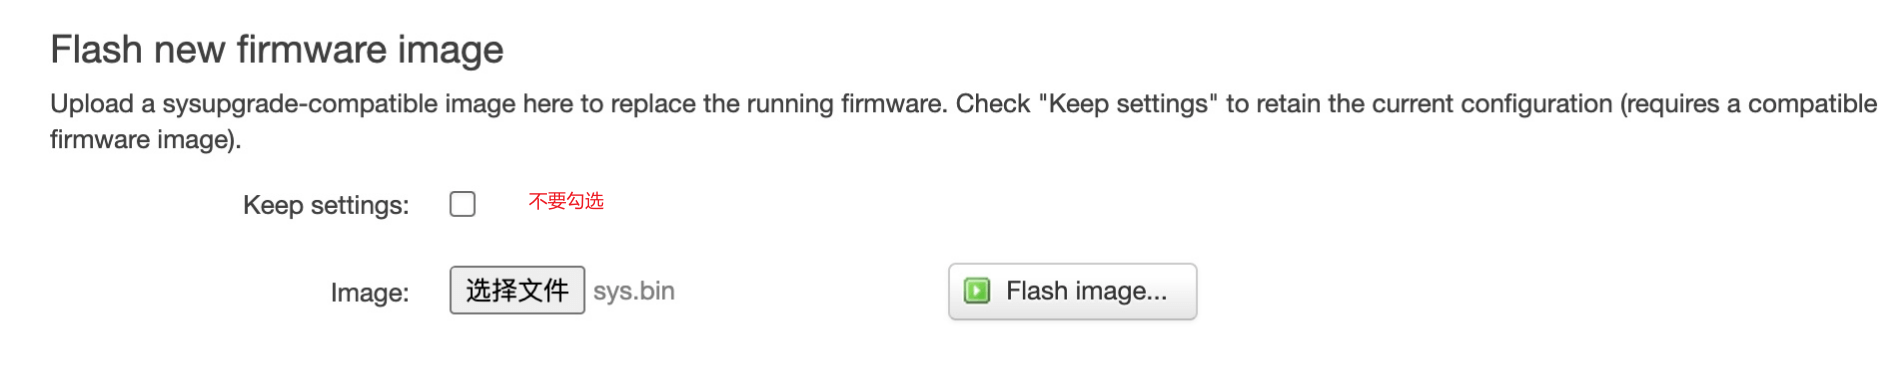 Flash new firmware image
Upload a sysupgrade-compatible image here to replace the running firmware. Check "Keep settings" to retain the current configuration (requires a compatible
firmware image).
Keep settings: 不要勾选
Image: 选择文件 sys.bin Flash image...